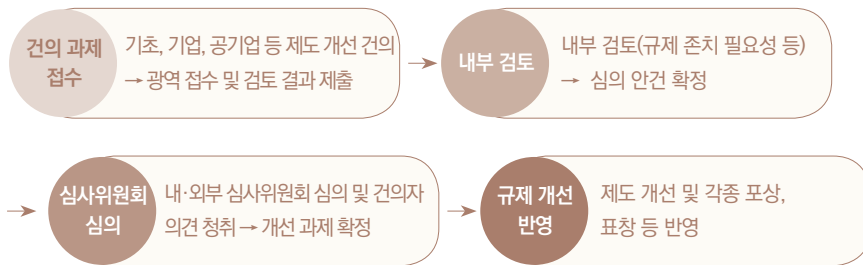 건의 과제
접수
기초, 기업, 공기업 등 제도 개선 건의
→ 광역 접수 및 검토 결과 제출
→
내부 검토
내부 검토(규제 존치 필요성 등)
→ 심의 안건 확정
→
심사위원회
심의
내·외부 심사위원회 심의 및 건의자
의견 청취 → 개선 과제 확정
→
규제 개선
반영
제도 개선 및 각종 포상,
표창 등 반영